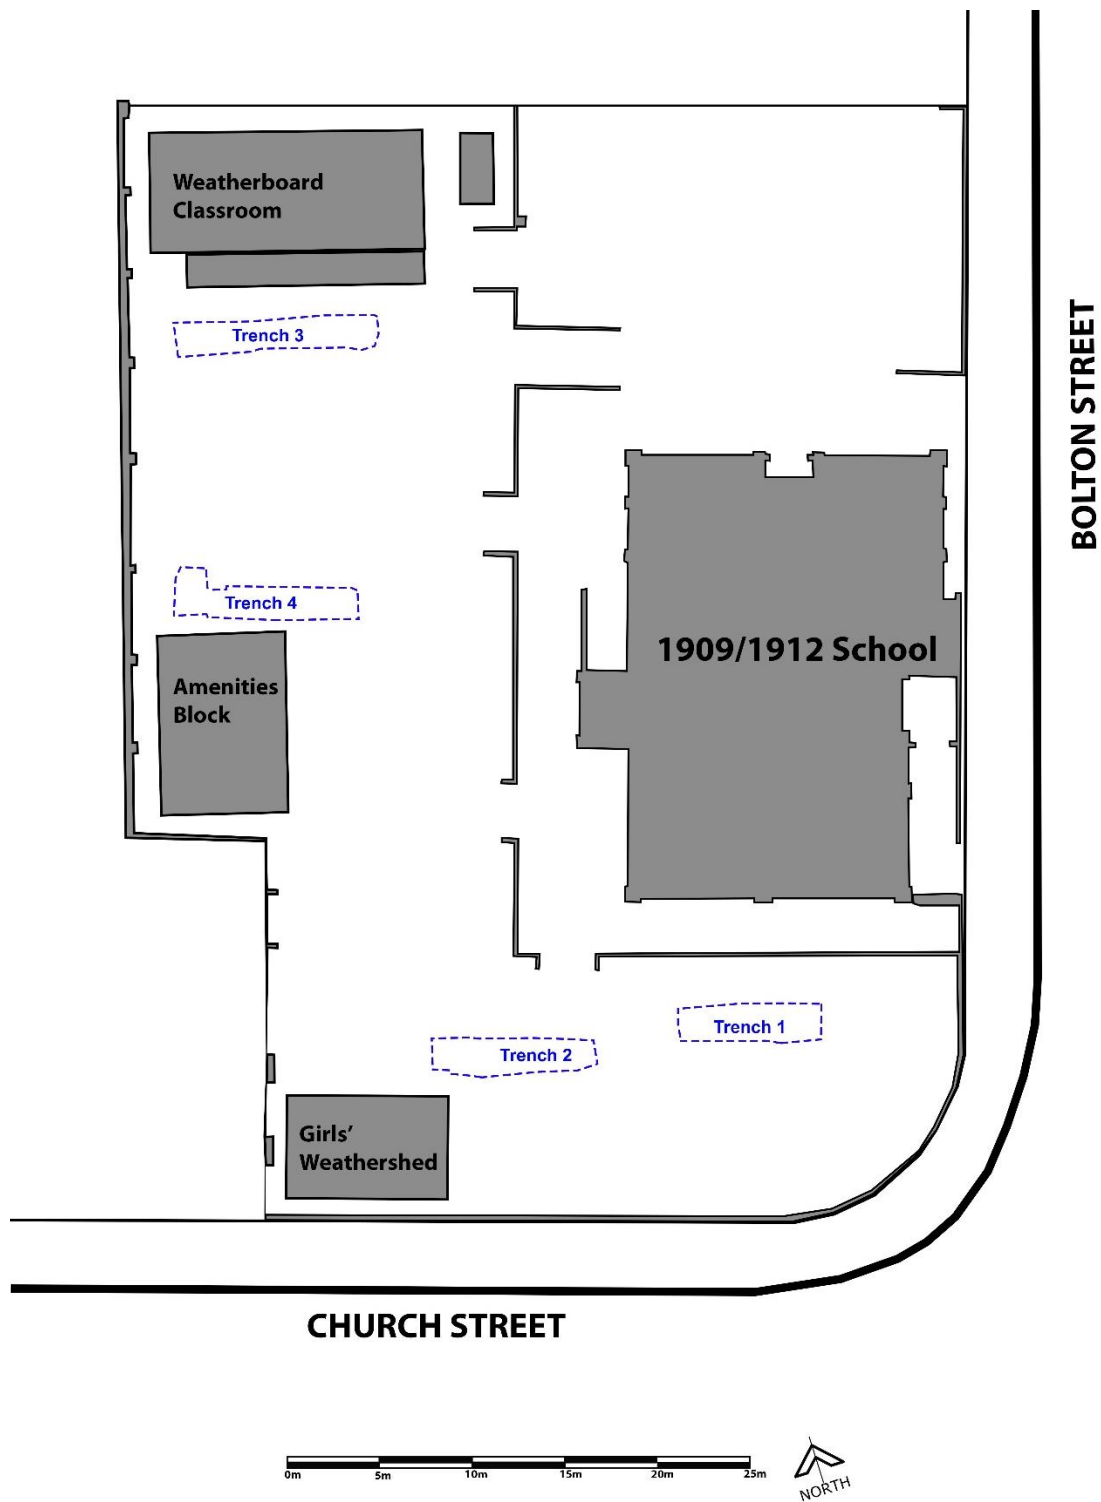 Weatherboard
Classroom
Trench 3
BOLTON STREET
Trench 4
1909/1912 School
Amenities
Block
Trench 1
Trench 2
Girls'
Weathershed
CHURCH STREET
0m 5m 10m 15m 20m 25m
NORTH